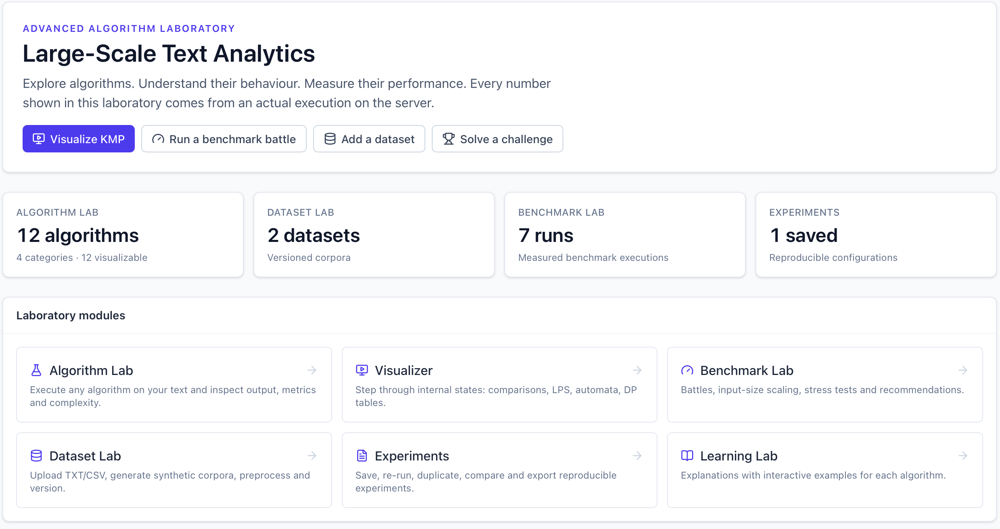 ADVANCED ALGORITHM LABORATORY
Large-Scale Text Analytics
Explore algorithms. Understand their behaviour. Measure their performance. Every number
shown in this laboratory comes from an actual execution on the server.
Visualize KMP
Run a benchmark battle
Add a dataset
Solve a challenge
ALGORITHM LAB
12 algorithms
4 categories · 12 visualizable
DATASET LAB
2 datasets
Versioned corpora
BENCHMARK LAB
7 runs
Measured benchmark executions
EXPERIMENTS
1 saved
Reproducible configurations
Laboratory modules
Algorithm Lab
Execute any algorithm on your text and inspect output, metrics
and complexity.
Visualizer
Step through internal states: comparisons, LPS, automata, DP
tables.
Benchmark Lab
Battles, input-size scaling, stress tests and recommendations.
Dataset Lab
Upload TXT/CSV, generate synthetic corpora, preprocess and
version.
Experiments
Save, re-run, duplicate, compare and export reproducible
experiments.
Learning Lab
Explanations with interactive examples for each algorithm.